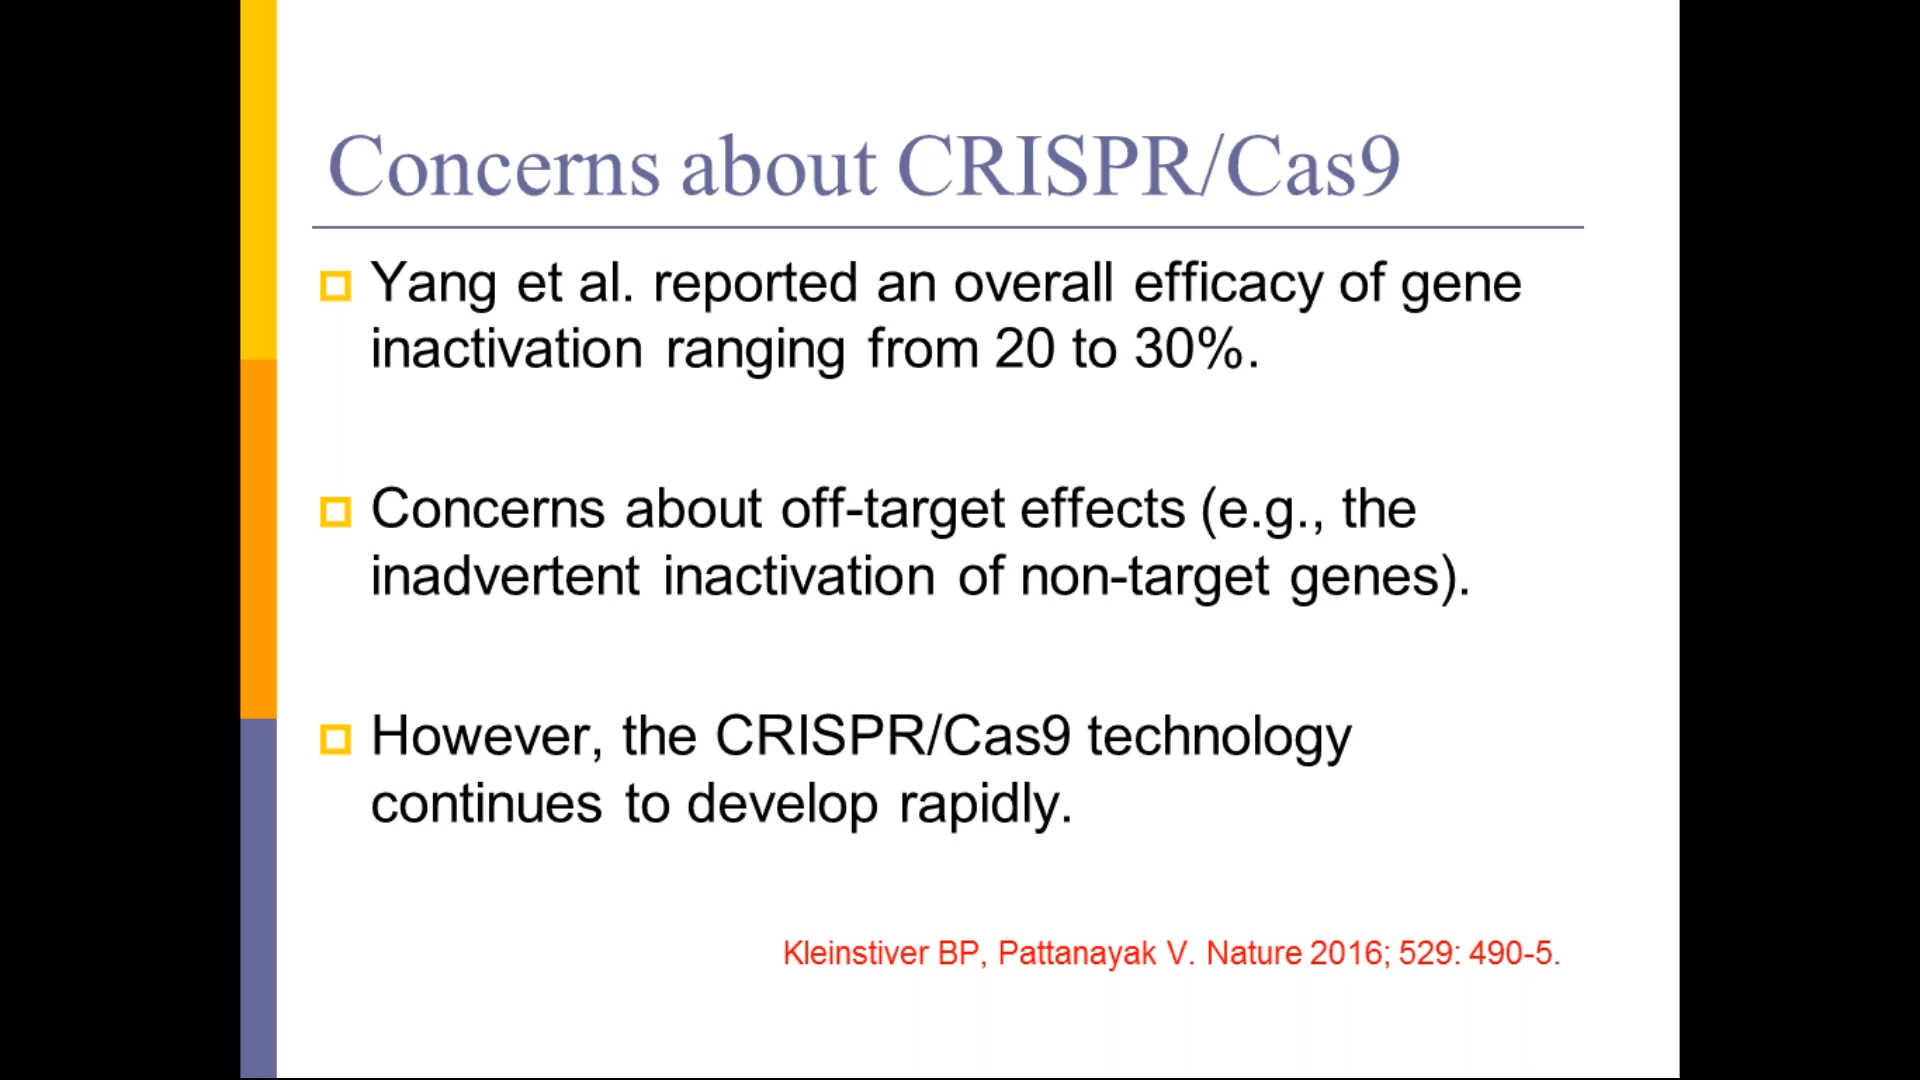 Concerns about CRISPR/Cas9
Yang et al. reported an overall efficacy of gene
inactivation ranging from 20 to 30%.
Concerns about off-target effects (e.g., the
inadvertent inactivation of non-target genes).
However, the CRISPR/Cas9 technology
continues to develop rapidly.
Kleinstiver BP, Pattanayak V. Nature 2016; 529: 490-5.